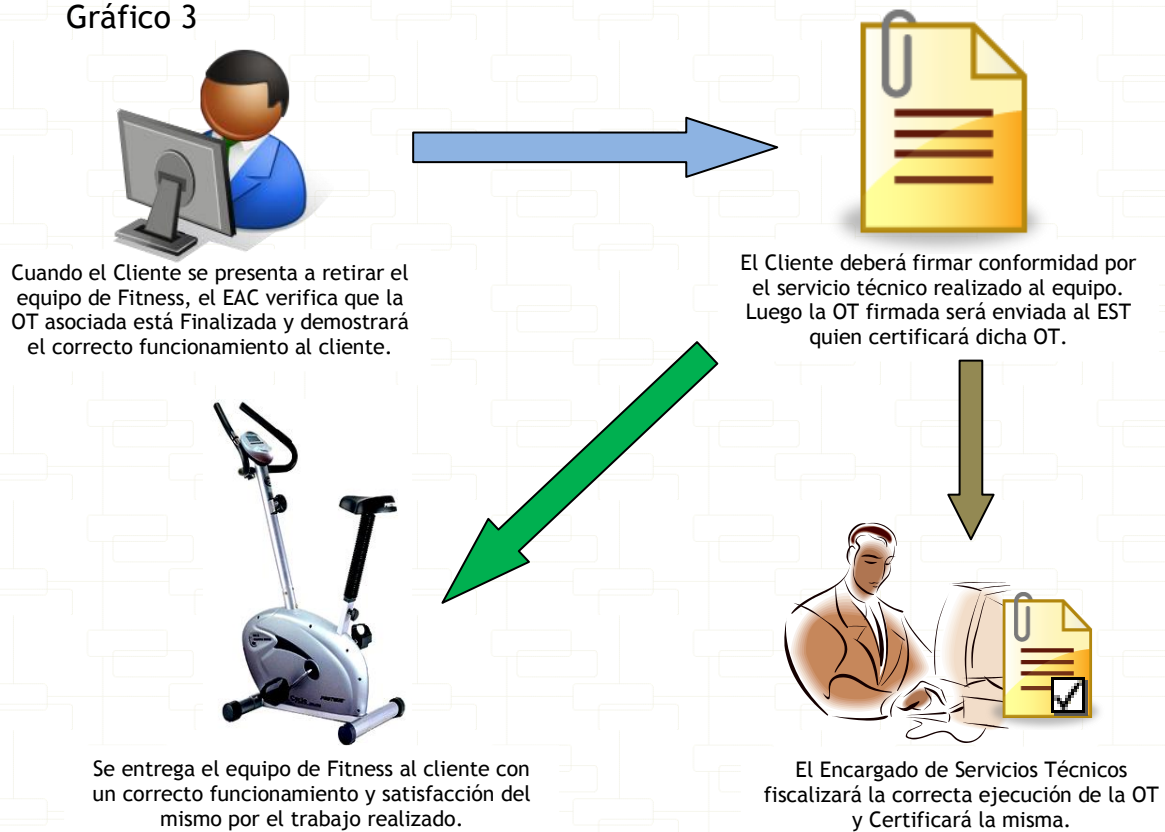 Gráfico 3
Cuando el Cliente se presenta a retirar el
equipo de Fitness, el EAC verifica que la
OT asociada está Finalizada y demostrará
el correcto funcionamiento al cliente.
El Cliente deberá firmar conformidad por
el servicio técnico realizado al equipo.
Luego la OT firmada será enviada al EST
quien certificará dicha OT.
Se entrega el equipo de Fitness al cliente con
un correcto funcionamiento y satisfacción del
mismo por el trabajo realizado.
El Encargado de Servicios Técnicos
fiscalizará la correcta ejecución de la OT
y Certificará la misma.